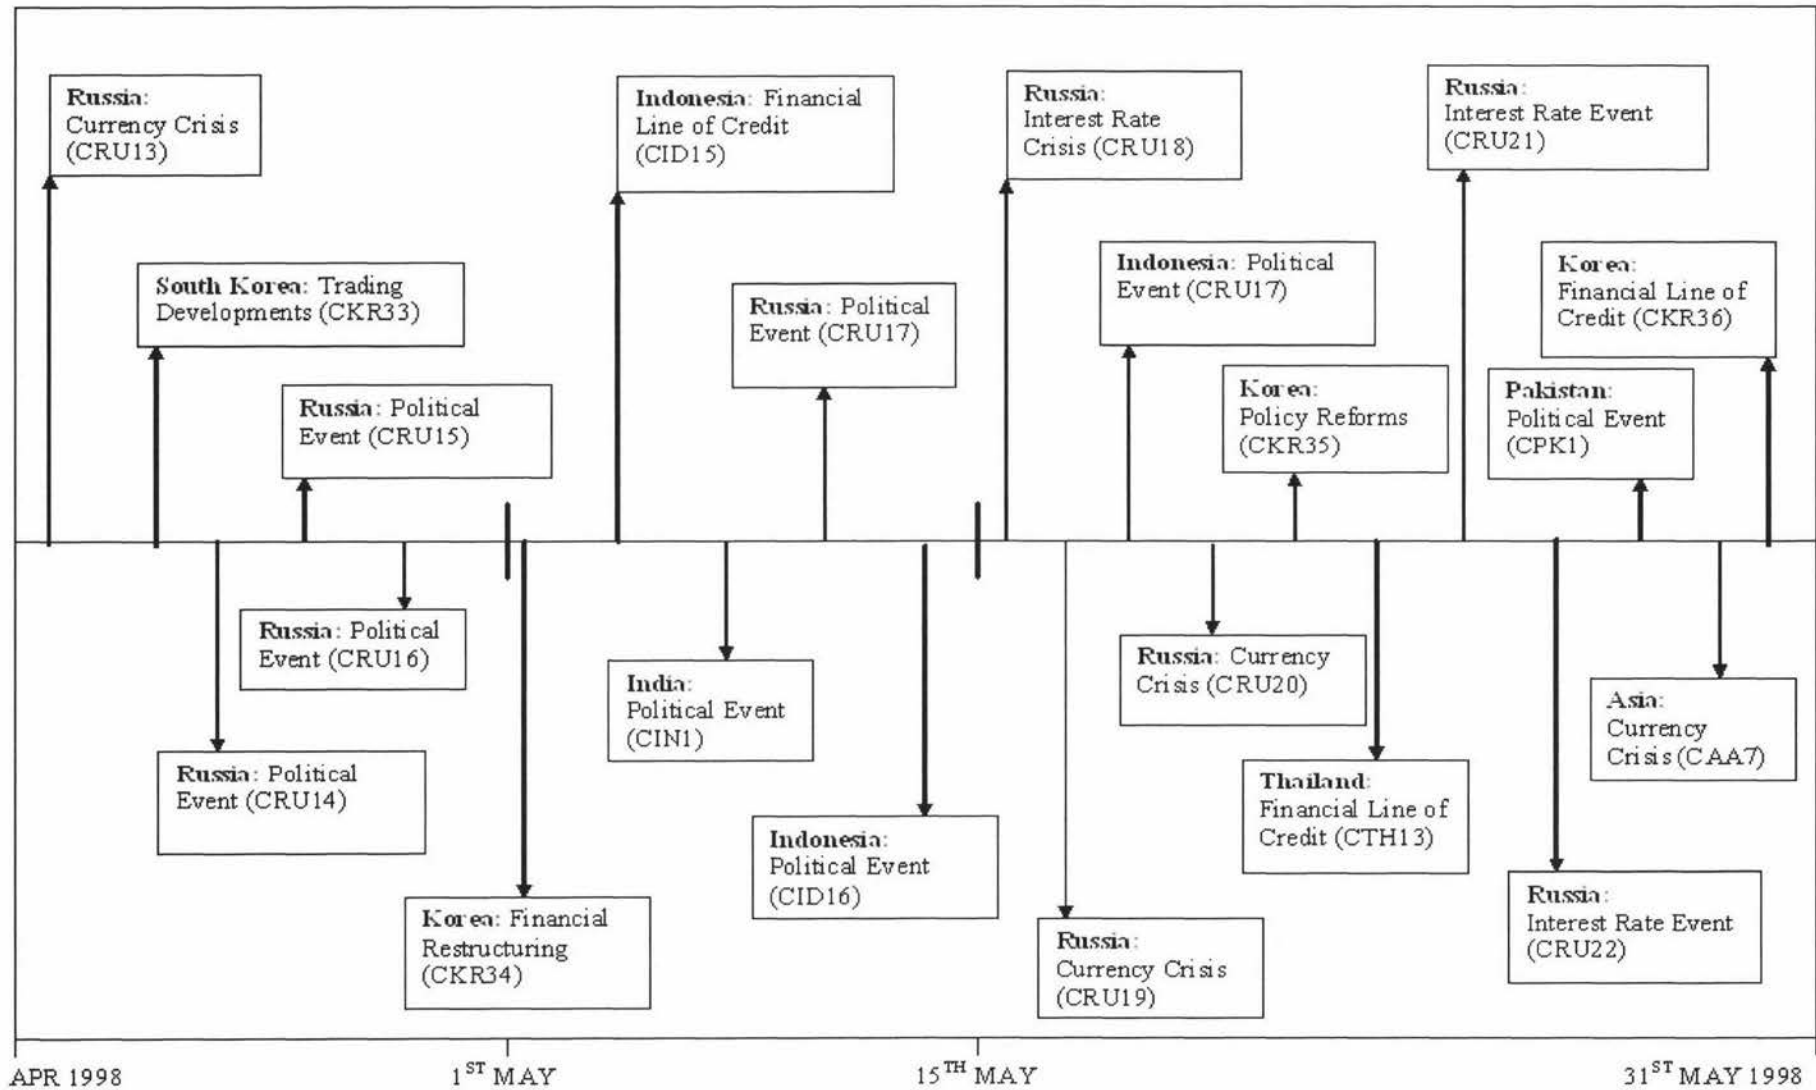 Russia:
Currency Crisis
(CRU13)
South Korea: Trading
Developments (CKR33)
Russia: Political
Event (CRU15)
Indonesia: Financial
Line of Credit
(CID15)
Russia: Political
Event (CRU17)
Russia:
Interest Rate
Crisis (CRU18)
Indonesia: Political
Event (CRU17)
Korea:
Policy Reforms
(CKR35)
Russia:
Interest Rate Event
(CRU21)
Korea:
Financial Line of
Credit (CKR36)
Pakistan:
Political Event
(CPK1)
Russia: Political
Event (CRU16)
Russia: Political
Event (CRU14)
Korea: Financial
Restructuring
(CKR34)
India:
Political Event
(CIN1)
Indonesia:
Political Event
(CID16)
Russia:
Currency Crisis
(CRU19)
Russia: Currency
Crisis (CRU20)
Thailand:
Financial Line of
Credit (CTH13)
Russia:
Interest Rate Event
(CRU22)
Asia:
Currency
Crisis (CAA7)
APR 1998
1ST MAY
15TH MAY
31ST MAY 1998